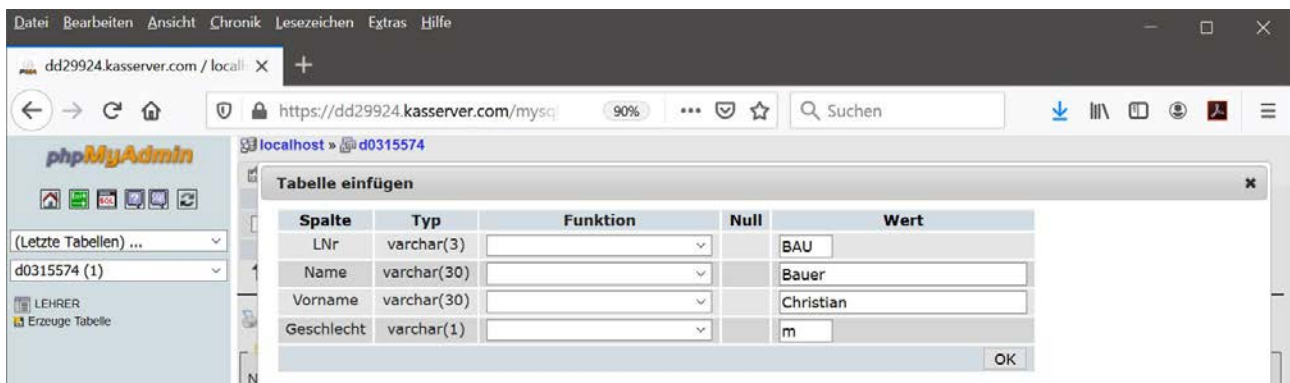 Datei Bearbeiten Ansicht Chronik Lesezeichen Extras Hilfe
dd29924.kasserver.com / local
https://dd29924.kasserver.com/mysq 90% Suchen
phpMyAdmin
localhost » d0315574
Tabelle einfügen
Spalte Typ Funktion Null Wert
(Letzte Tabellen) ...
LNr varchar(3) BAU
d0315574 (1)
Name varchar(30) Bauer
LEHRER
Vorname varchar(30) Christian
Erzeuge Tabelle
Geschlecht varchar(1) m
OK
N